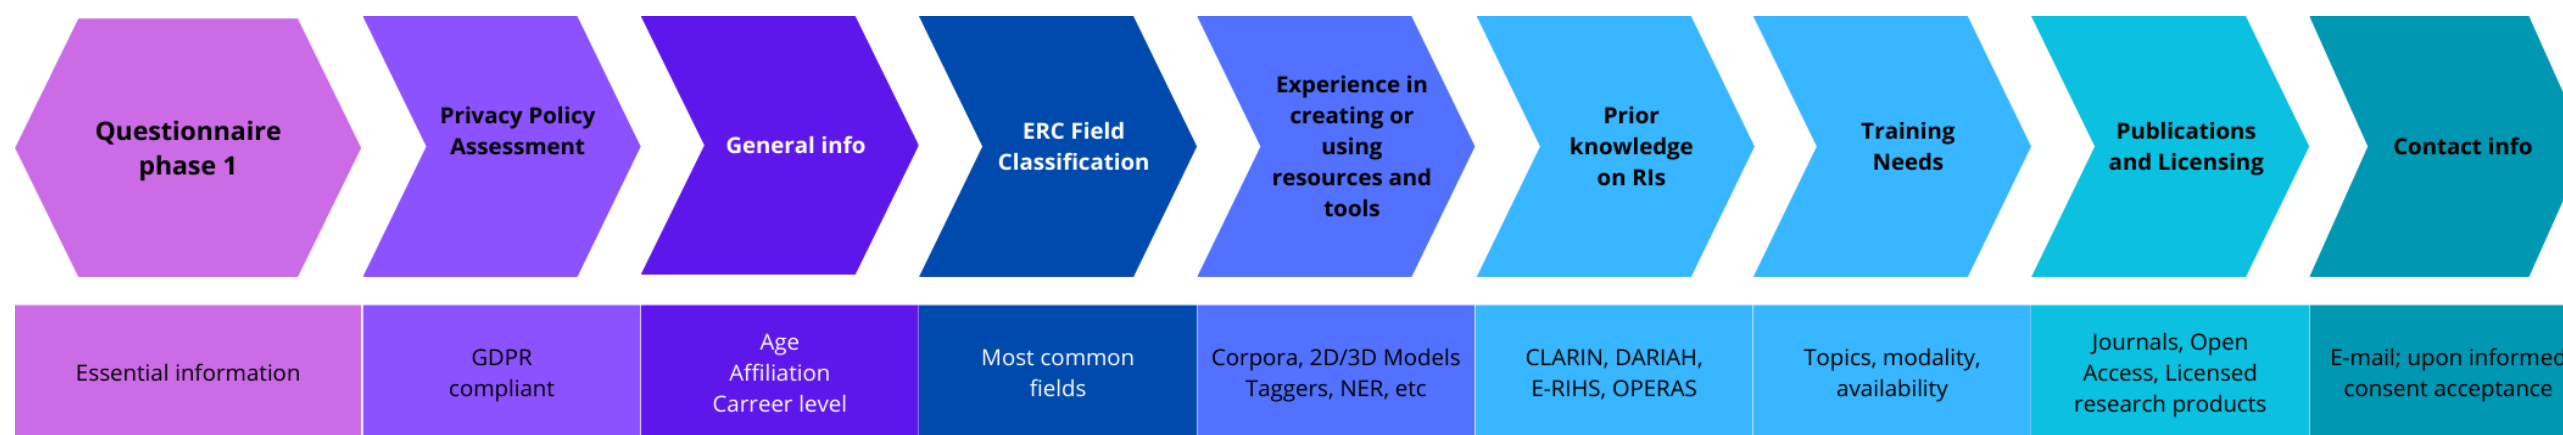 Questionnaire
phase 1
Privacy Policy
Assessment
General info
ERC Field
Classification
Experience in
creating or
using
resources and
tools
Prior
knowledge
on RIs
Training
Needs
Publications
and Licensing
Contact info
Essential information
GDPR
compliant
Age
Affiliation
Carreer level
Most common
fields
Corpora, 2D/3D Models
Taggers, NER, etc
CLARIN, DARIAH,
E-RIHS, OPERAS
Topics, modality,
availability
Journals, Open
Access, Licensed
research products
E-mail; upon informed
consent acceptance